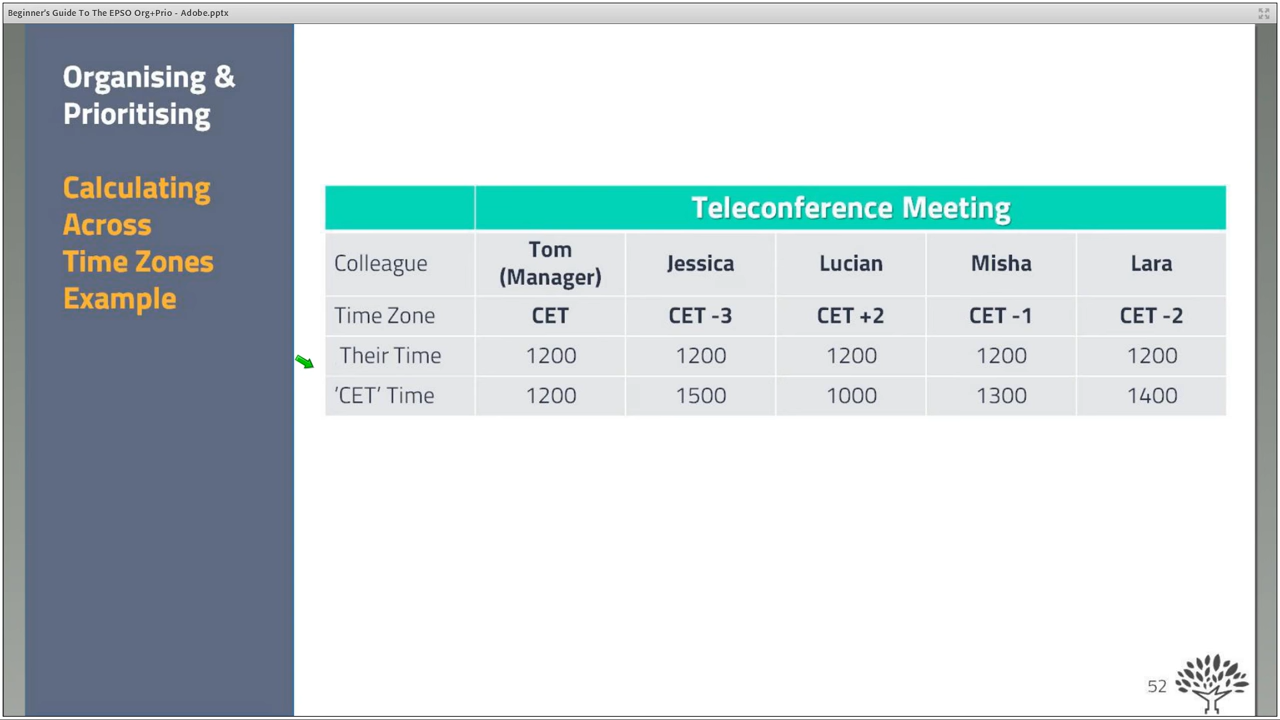 Beginner's Guide To The EPSO Org+Prio - Adobe.pptx
Organising &
Prioritising
Calculating
Across
Time Zones
Example
Teleconference Meeting
Colleague Tom (Manager) Jessica Lucian Misha Lara
Time Zone CET CET -3 CET +2 CET -1 CET -2
Their Time 1200 1200 1200 1200 1200
'CET' Time 1200 1500 1000 1300 1400
52